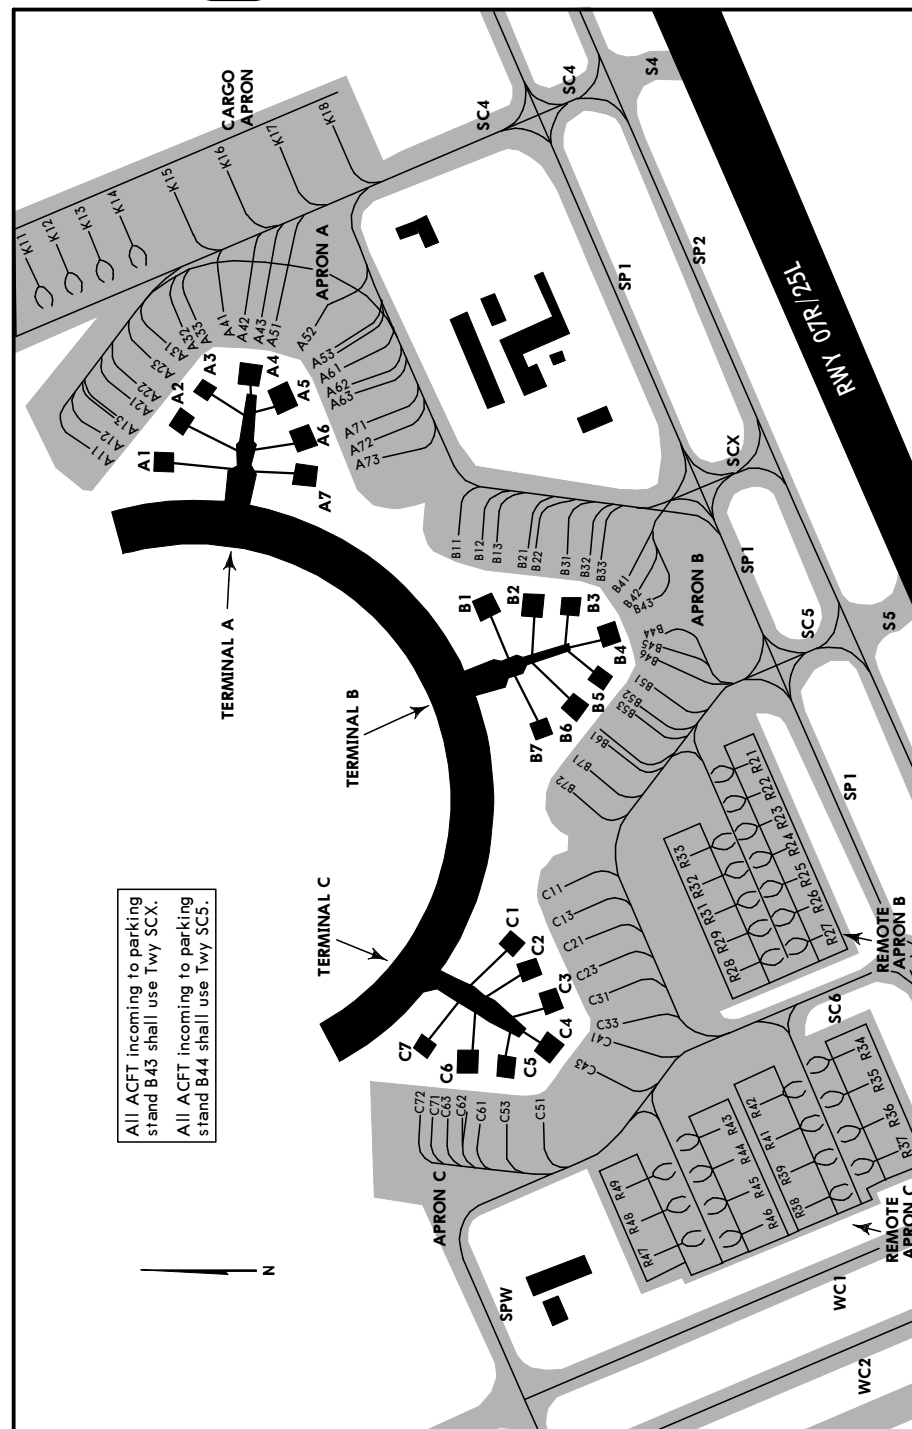 CARGO
APRON
K11
K12
K13
K14
K15
K16
K17
K18
SC4
SC4
S4
APRON A
A11
A12
A13
A21
A22
A23
A31
A32
A33
A41
A42
A43
A51
A52
A53
A61
A62
A63
A71
A72
A73
A1
A2
A3
A4
A5
A6
A7
SP1
SP2
RWY 07R/25L
SCX
TERMINAL A
B11
B12
B13
B21
B22
B31
B32
B33
B41
B42
B43
B44
B45
B46
B51
B52
B53
B61
B71
B72
APRON B
SP1
SC5
S5
B1
B2
B3
B4
B5
B6
B7
TERMINAL B
SP1
R21
R22
R23
R24
R25
R26
R27
R28
R29
R31
R32
R33
REMOTE
APRON B
All ACFT incoming to parking
stand B43 shall use Twy SCX.
All ACFT incoming to parking
stand B44 shall use Twy SC5.
TERMINAL C
C1
C2
C3
C4
C5
C6
C7
C11
C13
C21
C23
C31
C33
C41
C43
C51
C53
C61
C62
C63
C71
C72
SC6
APRON C
R34
R35
R36
R37
R38
R39
R41
R42
R43
R44
R45
R46
R47
R48
R49
REMOTE
APRON C
N
SPW
WC1
WC2